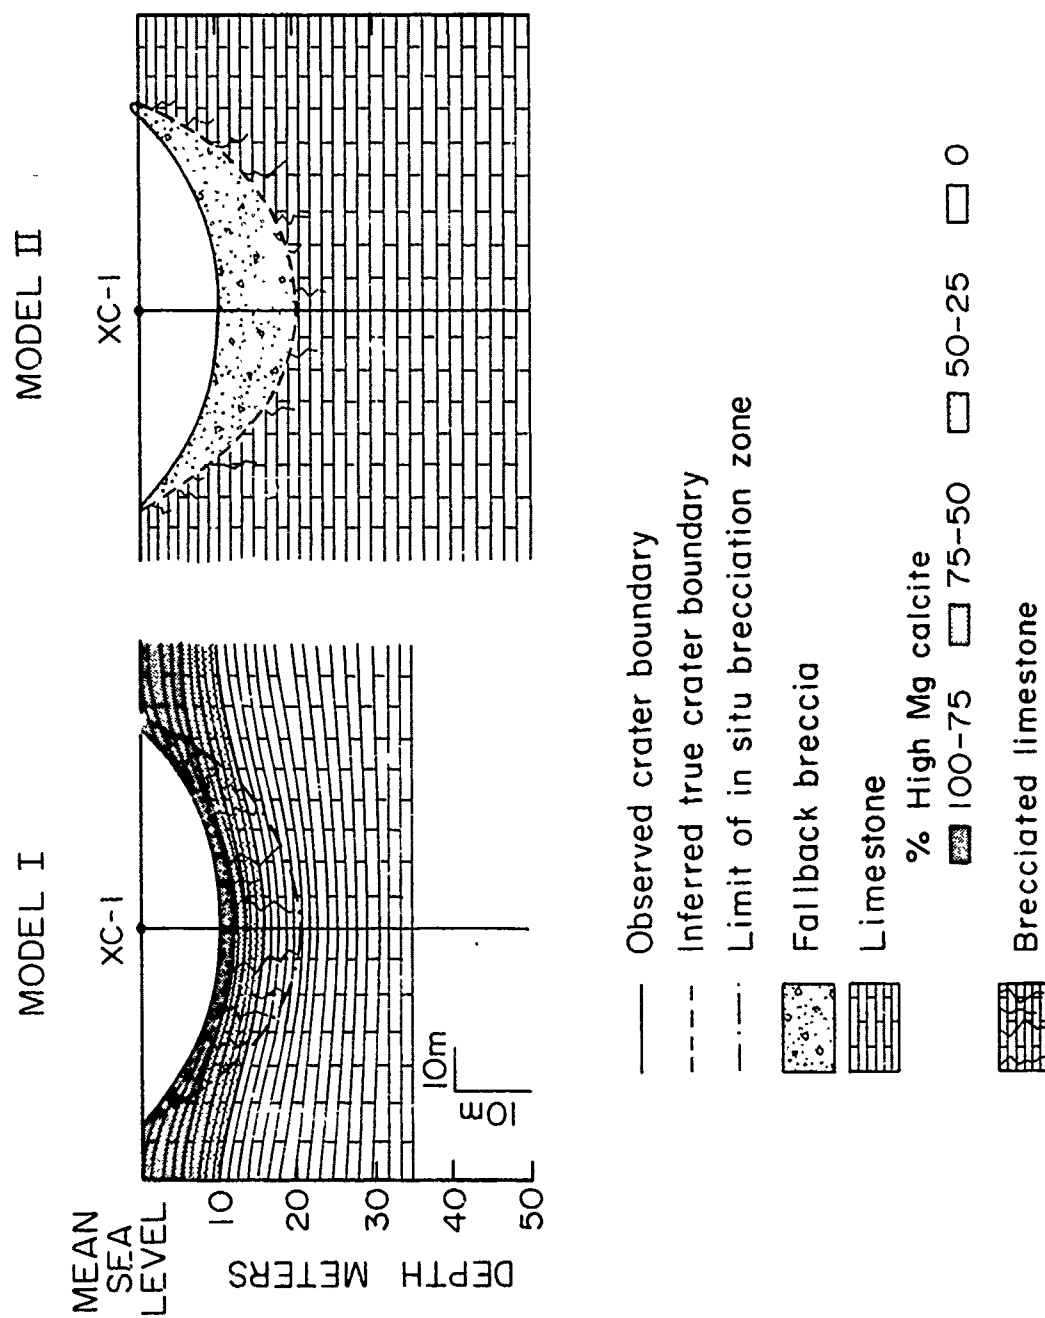 MODEL I
XC-1
MODEL II
XC-1
MEAN
SEA
LEVEL
10
20
30
40
50
DEPTH METERS
10m
10m
Observed crater boundary
Inferred true crater boundary
Limit of in situ brecciation zone
Fallback breccia
Limestone
% High Mg calcite
100-75 75-50 50-25 0
Brecciated limestone